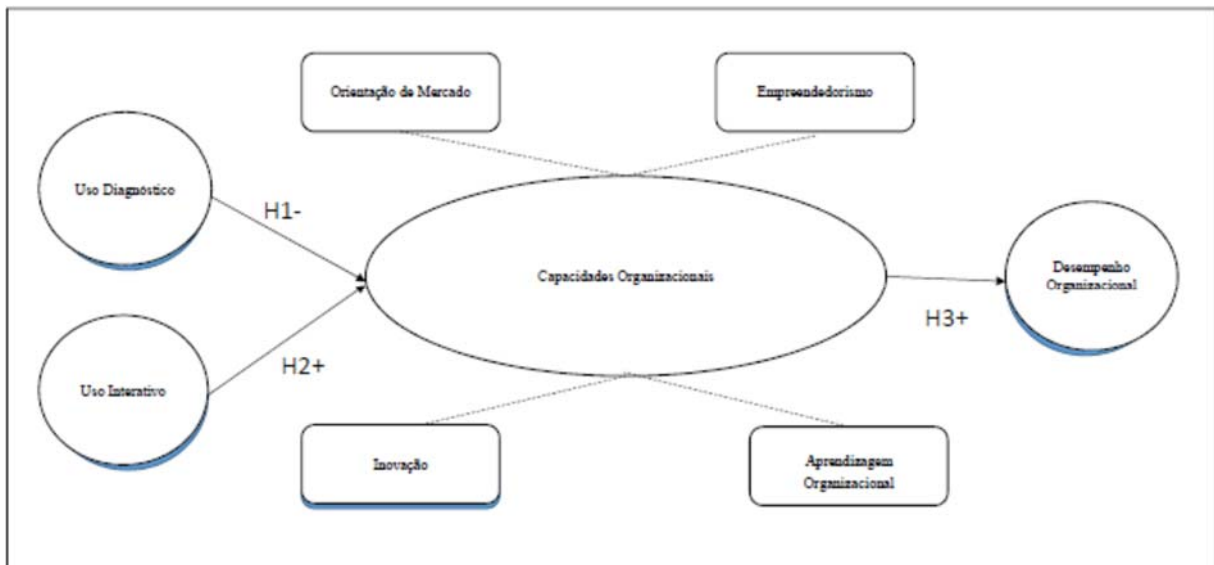 Orientação de Mercado
Empreendedorismo
Uso Diagnóstico
H1-
Capacidades Organizacionais
Desempenho
Organizacional
H3+
H2+
Uso Interativo
Inovação
Aprendizagem
Organizacional